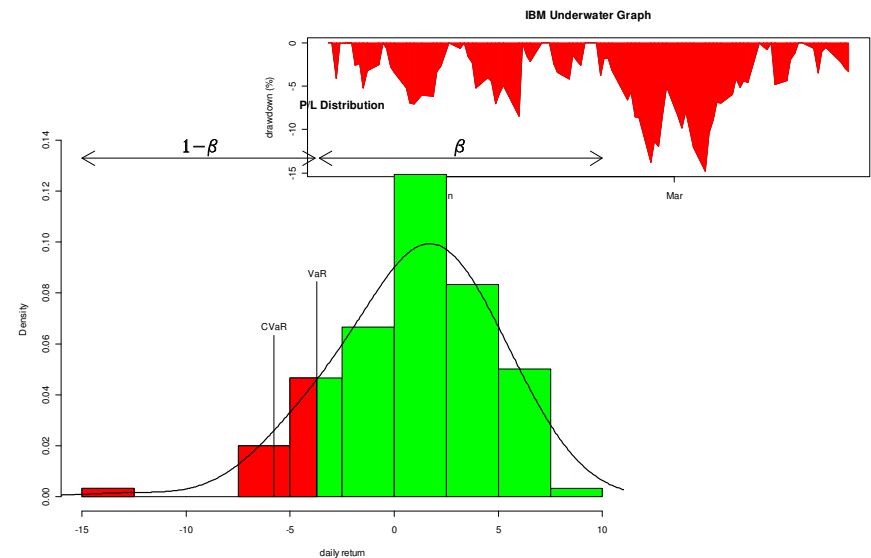 IBM Underwater Graph
drawdown (%)
0
-5
-10
-15
Mar
P/L Distribution
1−β
β
VaR
CVaR
Density
0.00
0.02
0.04
0.06
0.08
0.10
0.12
0.14
-15 -10 -5 0 5 10
daily return